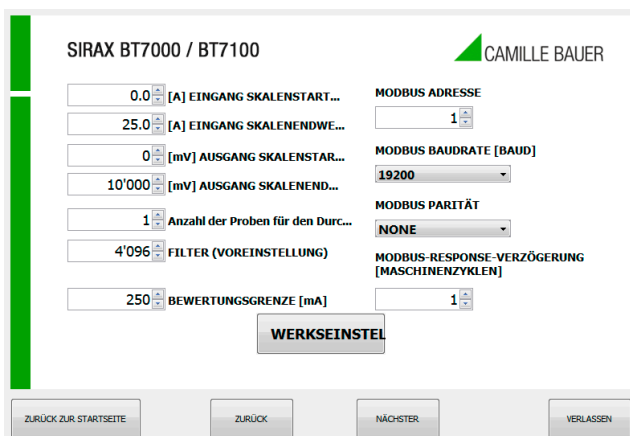 SIRAX BT7000 / BT7100
CAMILLE BAUER
0.0 [A] EINGANG SKALENSTART...
25.0 [A] EINGANG SKALENENDWE...
0 [mV] AUSGANG SKALENSTAR...
10'000 [mV] AUSGANG SKALENEND...
1 Anzahl der Proben für den Durc...
4'096 FILTER (VOREINSTELLUNG)
250 BEWERTUNGSGRENZE [mA]
MODBUS ADRESSE
1
MODBUS BAUDRATE [BAUD]
19200
MODBUS PARITÄT
NONE
MODBUS-RESPONSE-VERZÖGERUNG
[MASCHINENZYKLEN]
1
WERKSEINSTEL
ZURÜCK ZUR STARTSEITE
ZURÜCK
NÄCHSTER
VERLASSEN